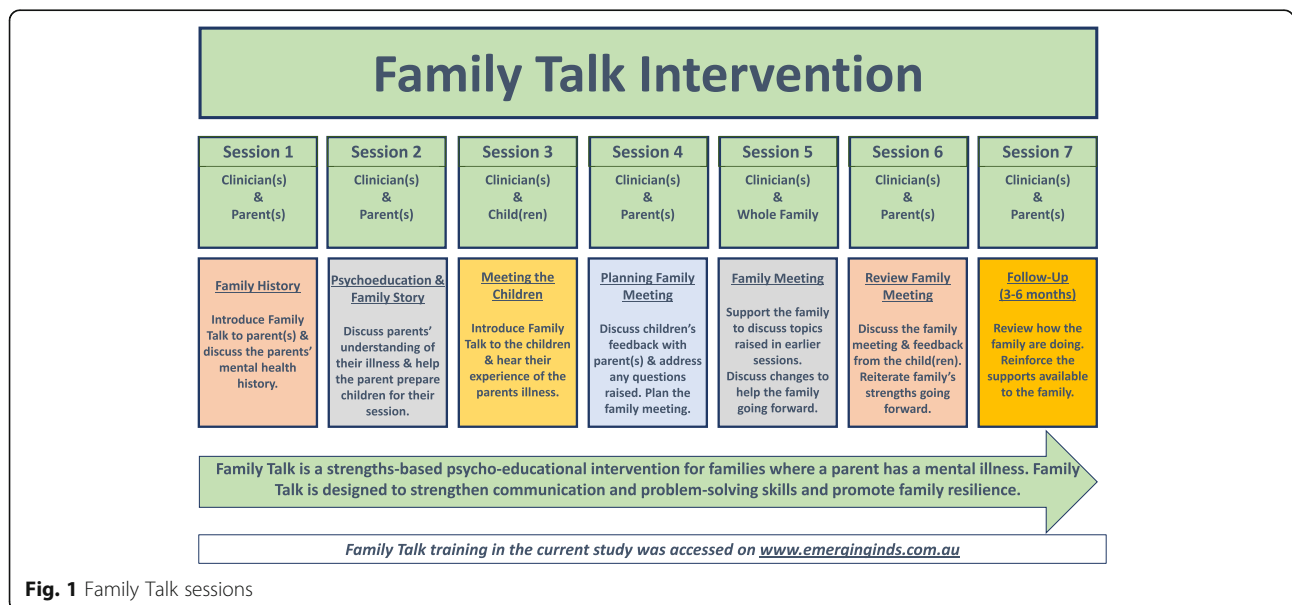 Family Talk Intervention
Session 1
Clinician(s)
&
Parent(s)
Session 2
Clinician(s)
&
Parent(s)
Session 3
Clinician(s)
&
Child(ren)
Session 4
Clinician(s)
&
Parent(s)
Session 5
Clinician(s)
&
Whole Family
Session 6
Clinician(s)
&
Parent(s)
Session 7
Clinician(s)
&
Parent(s)
Family History
Introduce Family
Talk to parent(s) &
discuss the parents’
mental health
history.
Psychoeducation &
Family Story
Discuss parents’
understanding of
their illness & help
the parent prepare
children for their
session.
Meeting the
Children
Introduce Family
Talk to the children
& hear their
experience of the
parents illness.
Planning Family
Meeting
Discuss children’s
feedback with
parent(s) & address
any questions
raised. Plan the
family meeting.
Family Meeting
Support the family
to discuss topics
raised in earlier
sessions.
Discuss changes to
help the family
going forward.
Review Family
Meeting
Discuss the family
meeting & feedback
from the child(ren).
Reiterate family’s
strengths going
forward.
Follow-Up
(3-6 months)
Review how the
family are doing.
Reinforce the
supports available
to the family.
Family Talk is a strengths-based psycho-educational intervention for families where a parent has a mental illness. Family
Talk is designed to strengthen communication and problem-solving skills and promote family resilience.
Family Talk training in the current study was accessed on www.emerginginds.com.au
Fig. 1 Family Talk sessions